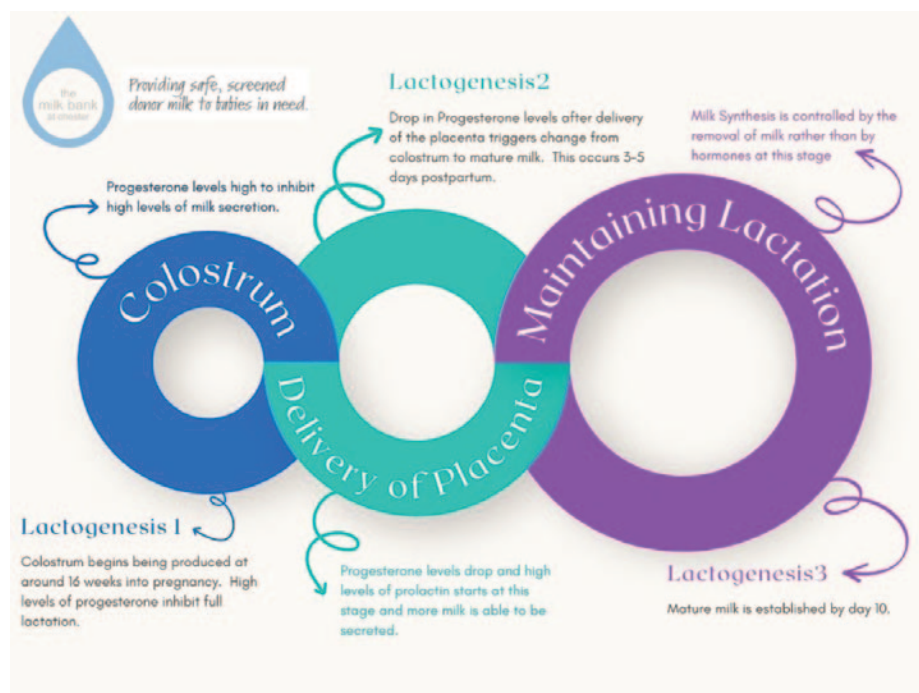 the
milk bank
at chester
Providing safe, screened
donor milk to babies in need.
Lactogenesis2
Drop in Progesterone levels after delivery
of the placenta triggers change from
colostrum to mature milk. This occurs 3-5
days postpartum.
Milk Synthesis is controlled by the
removal of milk rather than by
hormones at this stage
Progesterone levels high to inhibit
high levels of milk secretion.
Colostrum
Delivery of Placenta
Maintaining Lactation
Lactogenesis 1
Colostrum begins being produced at
around 16 weeks into pregnancy. High
levels of progesterone inhibit full
lactation.
Progesterone levels drop and high
levels of prolactin starts at this
stage and more milk is able to be
secreted.
Lactogenesis3
Mature milk is established by day 10.